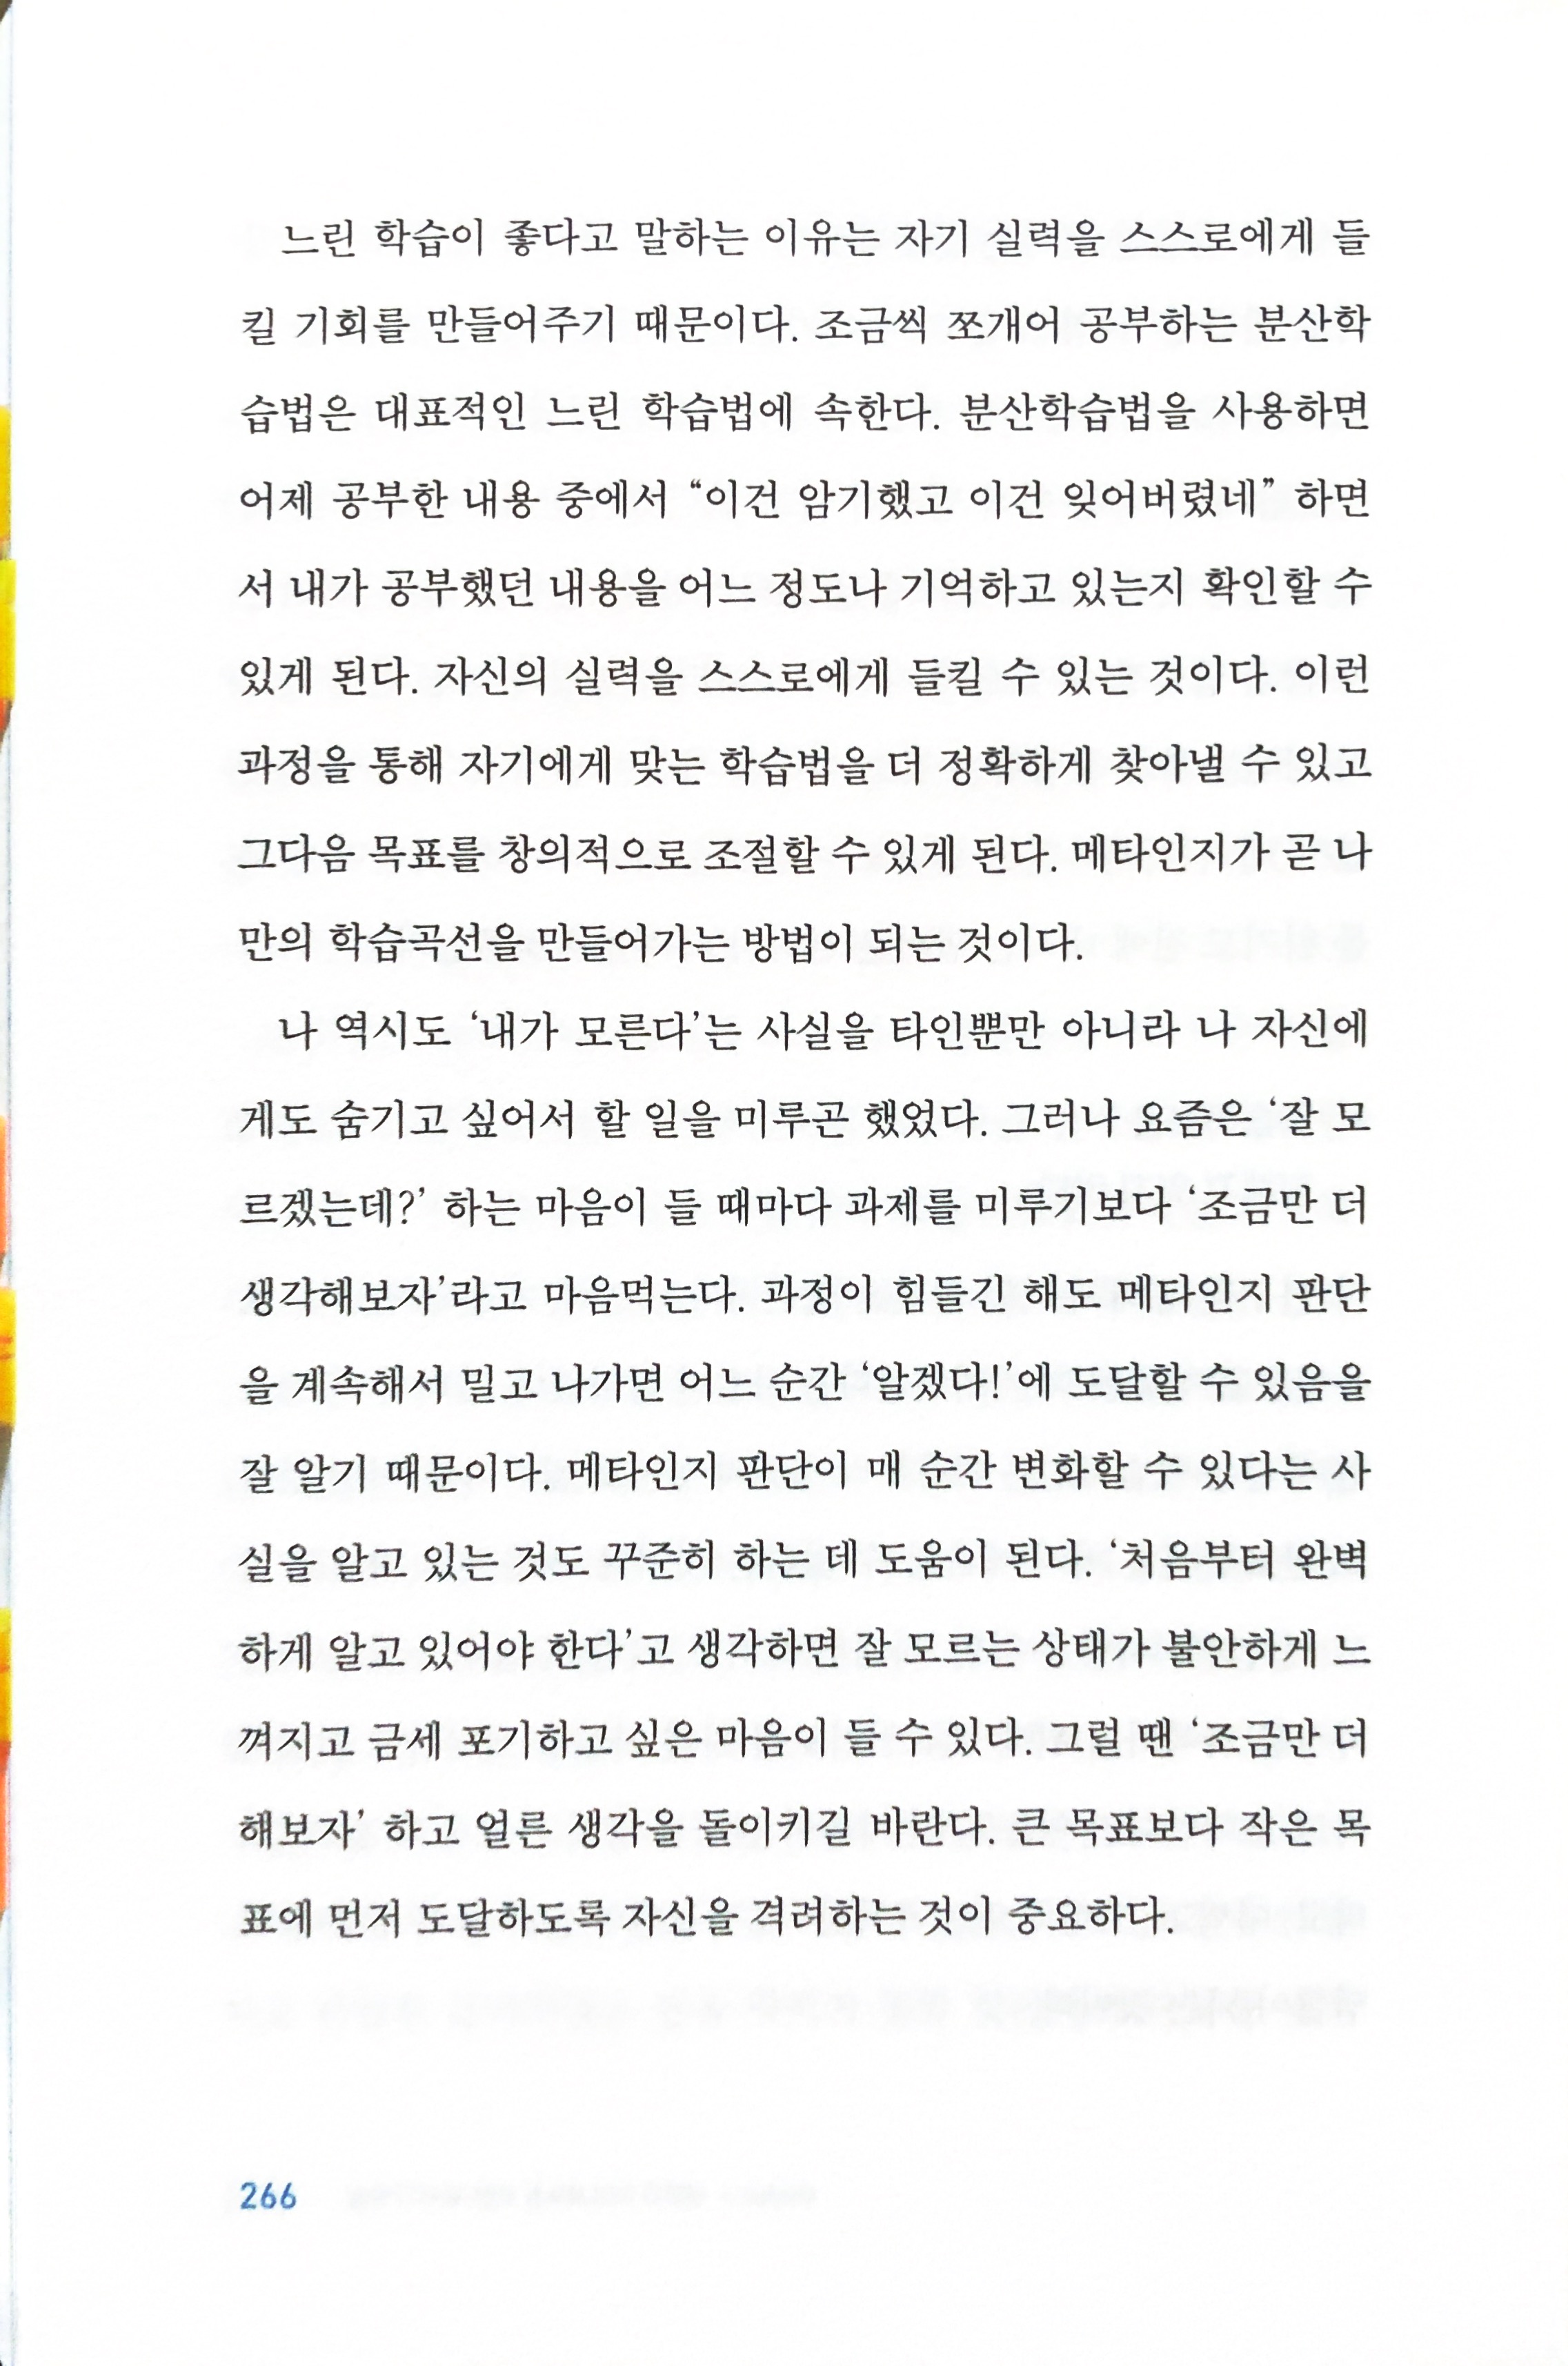 느린 학습이 좋다고 말하는 이유는 자기 실력을 스스로에게 들
킬 기회를 만들어주기 때문이다. 조금씩 쪼개어 공부하는 분산학
습법은 대표적인 느린 학습법에 속한다. 분산학습법을 사용하면
어제 공부한 내용 중에서 “이건 암기했고 이건 잊어버렸네” 하면
서 내가 공부했던 내용을 어느 정도나 기억하고 있는지 확인할 수
있게 된다. 자신의 실력을 스스로에게 들킬 수 있는 것이다. 이런
과정을 통해 자기에게 맞는 학습법을 더 정확하게 찾아낼 수 있고
그다음 목표를 창의적으로 조절할 수 있게 된다. 메타인지가 곧 나
만의 학습곡선을 만들어가는 방법이 되는 것이다.
나 역시도 ‘내가 모른다’는 사실을 타인뿐만 아니라 나 자신에
게도 숨기고 싶어서 할 일을 미루곤 했었다. 그러나 요즘은 ‘잘 모
르겠는데?’ 하는 마음이 들 때마다 과제를 미루기보다 ‘조금만 더
생각해보자’라고 마음먹는다. 과정이 힘들긴 해도 메타인지 판단
을 계속해서 밀고 나가면 어느 순간 ‘알겠다!’에 도달할 수 있음을
잘 알기 때문이다. 메타인지 판단이 매 순간 변화할 수 있다는 사
실을 알고 있는 것도 꾸준히 하는 데 도움이 된다. ‘처음부터 완벽
하게 알고 있어야 한다’고 생각하면 잘 모르는 상태가 불안하게 느
껴지고 금세 포기하고 싶은 마음이 들 수 있다. 그럴 땐 ‘조금만 더
해보자’ 하고 얼른 생각을 돌이키길 바란다. 큰 목표보다 작은 목
표에 먼저 도달하도록 자신을 격려하는 것이 중요하다.
266